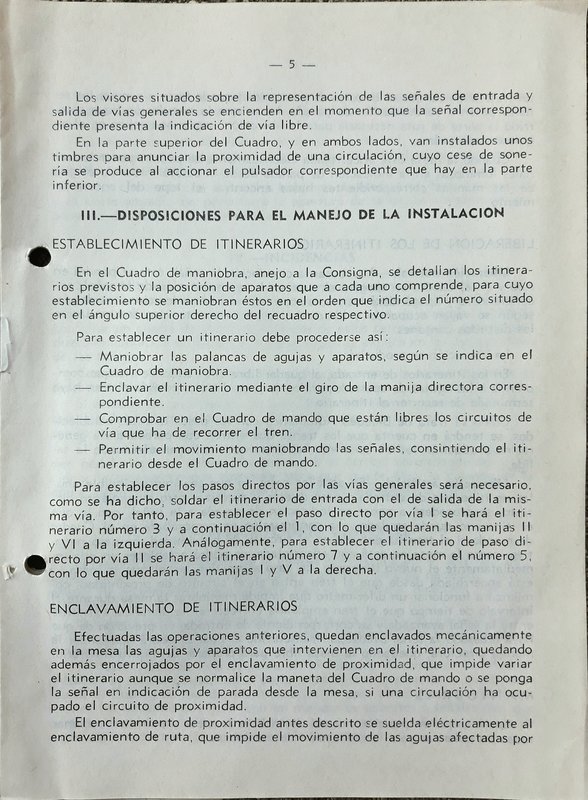 — 5 —
Los visores situados sobre la representación de las señales de entrada y
salida de vías generales se encienden en el momento que la señal correspon-
diente presenta la indicación de vía libre.
En la parte superior del Cuadro, y en ambos lados, van instalados unos
timbres para anunciar la proximidad de una circulación, cuyo cese de sone-
ría se produce al accionar el pulsador correspondiente que hay en la parte
inferior.
III.—DISPOSICIONES PARA EL MANEJO DE LA INSTALACION
ESTABLECIMIENTO DE ITINERARIOS
En el Cuadro de maniobra, anejo a la Consigna, se detallan los itinera-
rios previstos y la posición de aparatos que a cada uno comprende, para cuyo
establecimiento se maniobran éstos en el orden que indica el número situado
en el ángulo superior derecho del recuadro respectivo.
Para establecer un itinerario debe procederse así:
— Maniobrar las palancas de agujas y aparatos, según se indica en el
Cuadro de maniobra.
— Enclavar el itinerario mediante el giro de la manija directora corres-
pondiente.
— Comprobar en el Cuadro de mando que están libres los circuitos de
vía que ha de recorrer el tren.
— Permitir el movimiento maniobrando las señales, consintiendo el iti-
nerario desde el Cuadro de mando.
Para establecer los pasos directos por las vías generales será necesario,
como se ha dicho, soldar el itinerario de entrada con el de salida de la mis-
ma vía. Por tanto, para establecer el paso directo por vía I se hará el iti-
nerario número 3 y a continuación el 1, con lo que quedarán las manijas II
y VI a la izquierda. Análogamente, para establecer el itinerario de paso di-
recto por vía II se hará el itinerario número 7 y a continuación el número 5,
con lo que quedarán las manijas I y V a la derecha.
ENCLAVAMIENTO DE ITINERARIOS
Efectuadas las operaciones anteriores, quedan enclavados mecánicamente
en la mesa las agujas y aparatos que intervienen en el itinerario, quedando
además encerrojados por el enclavamiento de proximidad, que impide variar
el itinerario aunque se normalice la maneta del Cuadro de mando o se ponga
la señal en indicación de parada desde la mesa, si una circulación ha ocu-
pado el circuito de proximidad.
El enclavamiento de proximidad antes descrito se suelda eléctricamente al
enclavamiento de ruta, que impide el movimiento de las agujas afectadas por